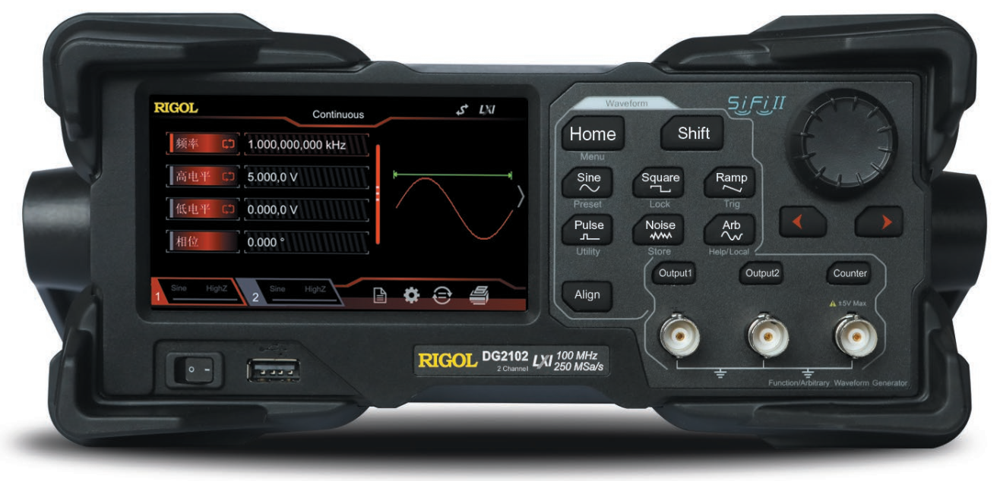 RIGOL
Continuous
LXI
频率
1.000,000,000 kHz
高电平
5.000,0 V
低电平
0.000,0 V
相位
0.000 °
1
Sine
HighZ
2
Sine
HighZ
Waveform
SiFi II
Home
Shift
Menu
Sine
Square
Ramp
Preset
Lock
Trig
Pulse
Noise
Arb
Utility
Store
Help/Local
Output1
Output2
Counter
Align
±5V Max
RIGOL
DG2102
2 Channel
LXI
100 MHz
250 MSa/s
Function/Arbitrary Waveform Generator